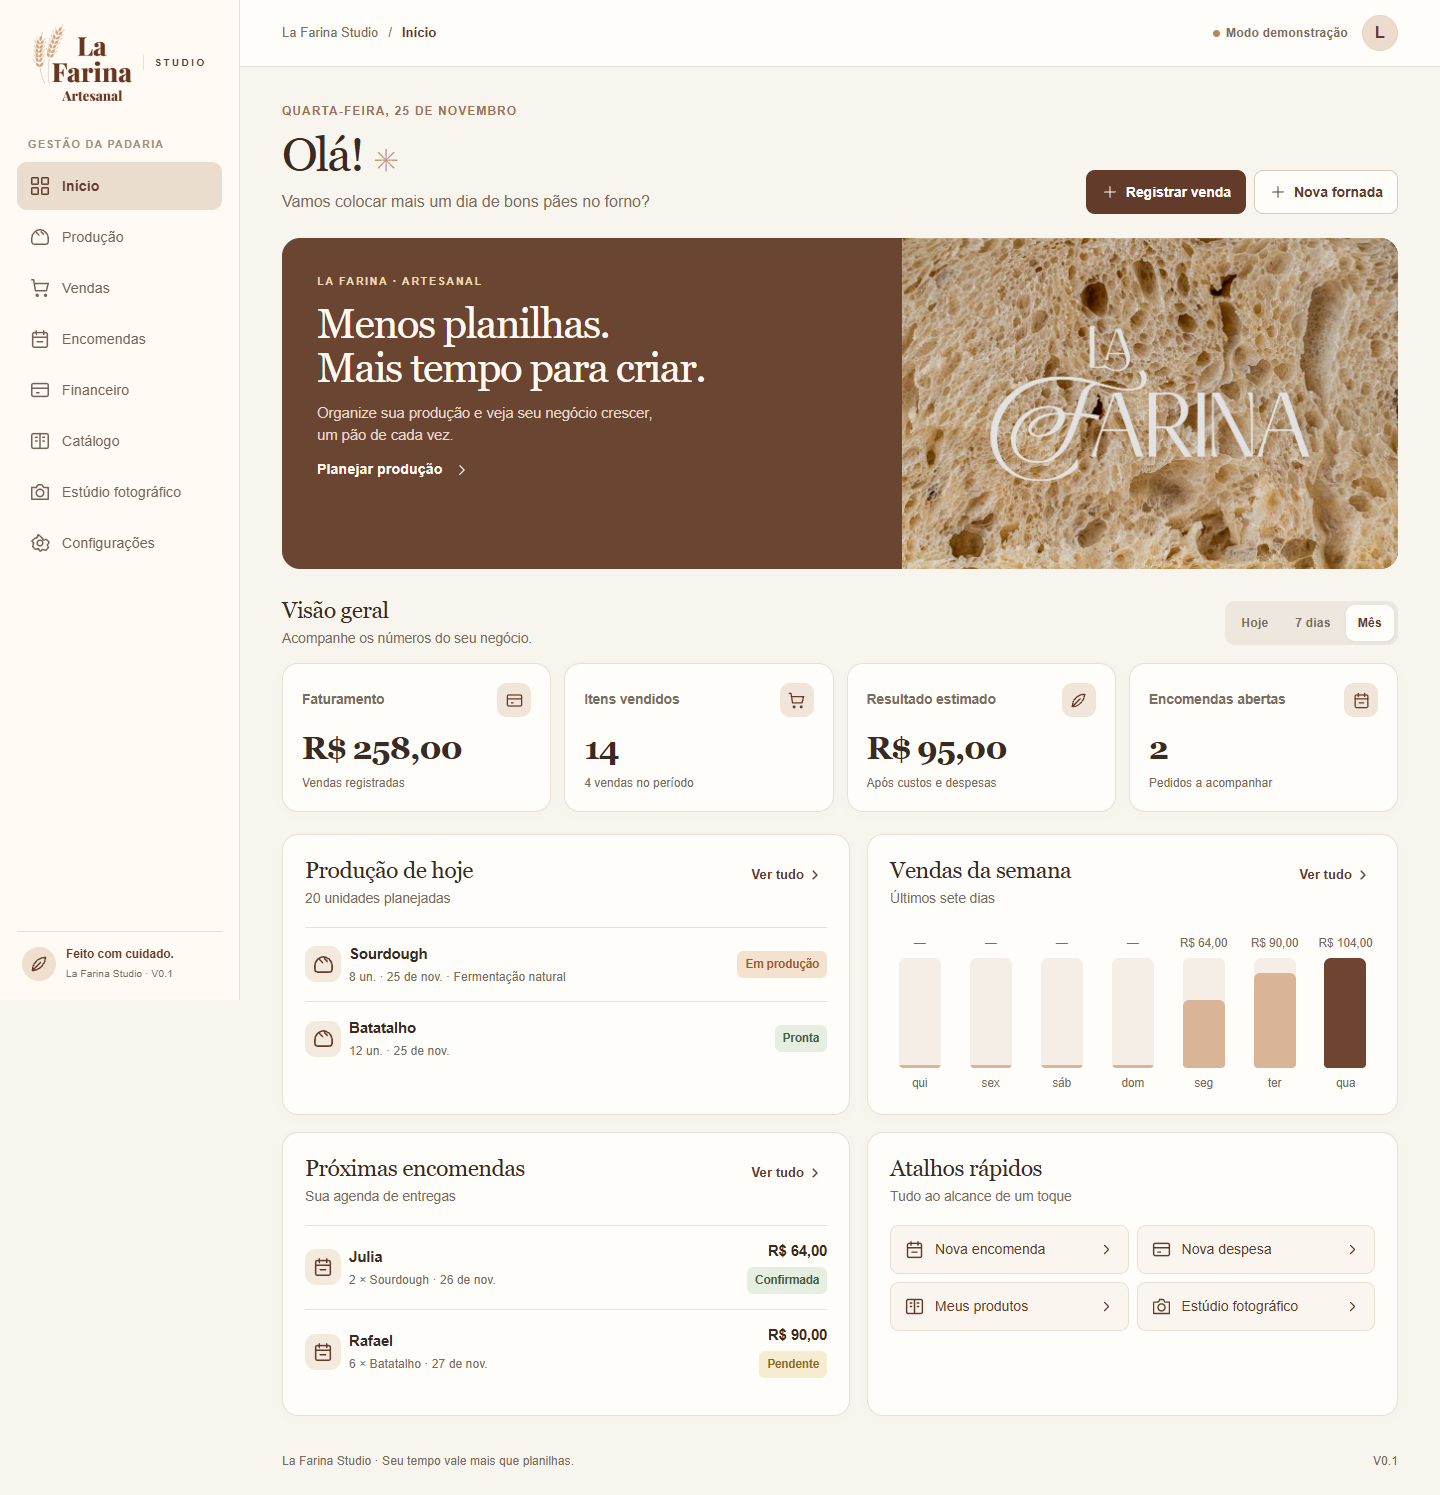 La
Farina
Artesanal
STUDIO
GESTÃO DA PADARIA
Início
Produção
Vendas
Encomendas
Financeiro
Catálogo
Estúdio fotográfico
Configurações
Feito com cuidado.
La Farina Studio · V0.1
La Farina Studio / Início
Modo demonstração
L
QUARTA-FEIRA, 25 DE NOVEMBRO
Olá!
Vamos colocar mais um dia de bons pães no forno?
Registrar venda
Nova fornada
LA FARINA · ARTESANAL
Menos planilhas.
Mais tempo para criar.
Organize sua produção e veja seu negócio crescer,
um pão de cada vez.
Planejar produção
LA
FARINA
Visão geral
Acompanhe os números do seu negócio.
Hoje 7 dias Mês
Faturamento
R$ 258,00
Vendas registradas
Itens vendidos
14
4 vendas no período
Resultado estimado
R$ 95,00
Após custos e despesas
Encomendas abertas
2
Pedidos a acompanhar
Produção de hoje
Ver tudo
20 unidades planejadas
Sourdough
8 un. · 25 de nov. · Fermentação natural
Em produção
Batatalho
12 un. · 25 de nov.
Pronta
Vendas da semana
Ver tudo
Últimos sete dias
— — — — R$ 64,00 R$ 90,00 R$ 104,00
qui sex sáb dom seg ter qua
Próximas encomendas
Ver tudo
Sua agenda de entregas
Julia
2 × Sourdough · 26 de nov.
R$ 64,00
Confirmada
Rafael
6 × Batatalho · 27 de nov.
R$ 90,00
Pendente
Atalhos rápidos
Tudo ao alcance de um toque
Nova encomenda
Nova despesa
Meus produtos
Estúdio fotográfico
La Farina Studio · Seu tempo vale mais que planilhas.
V0.1